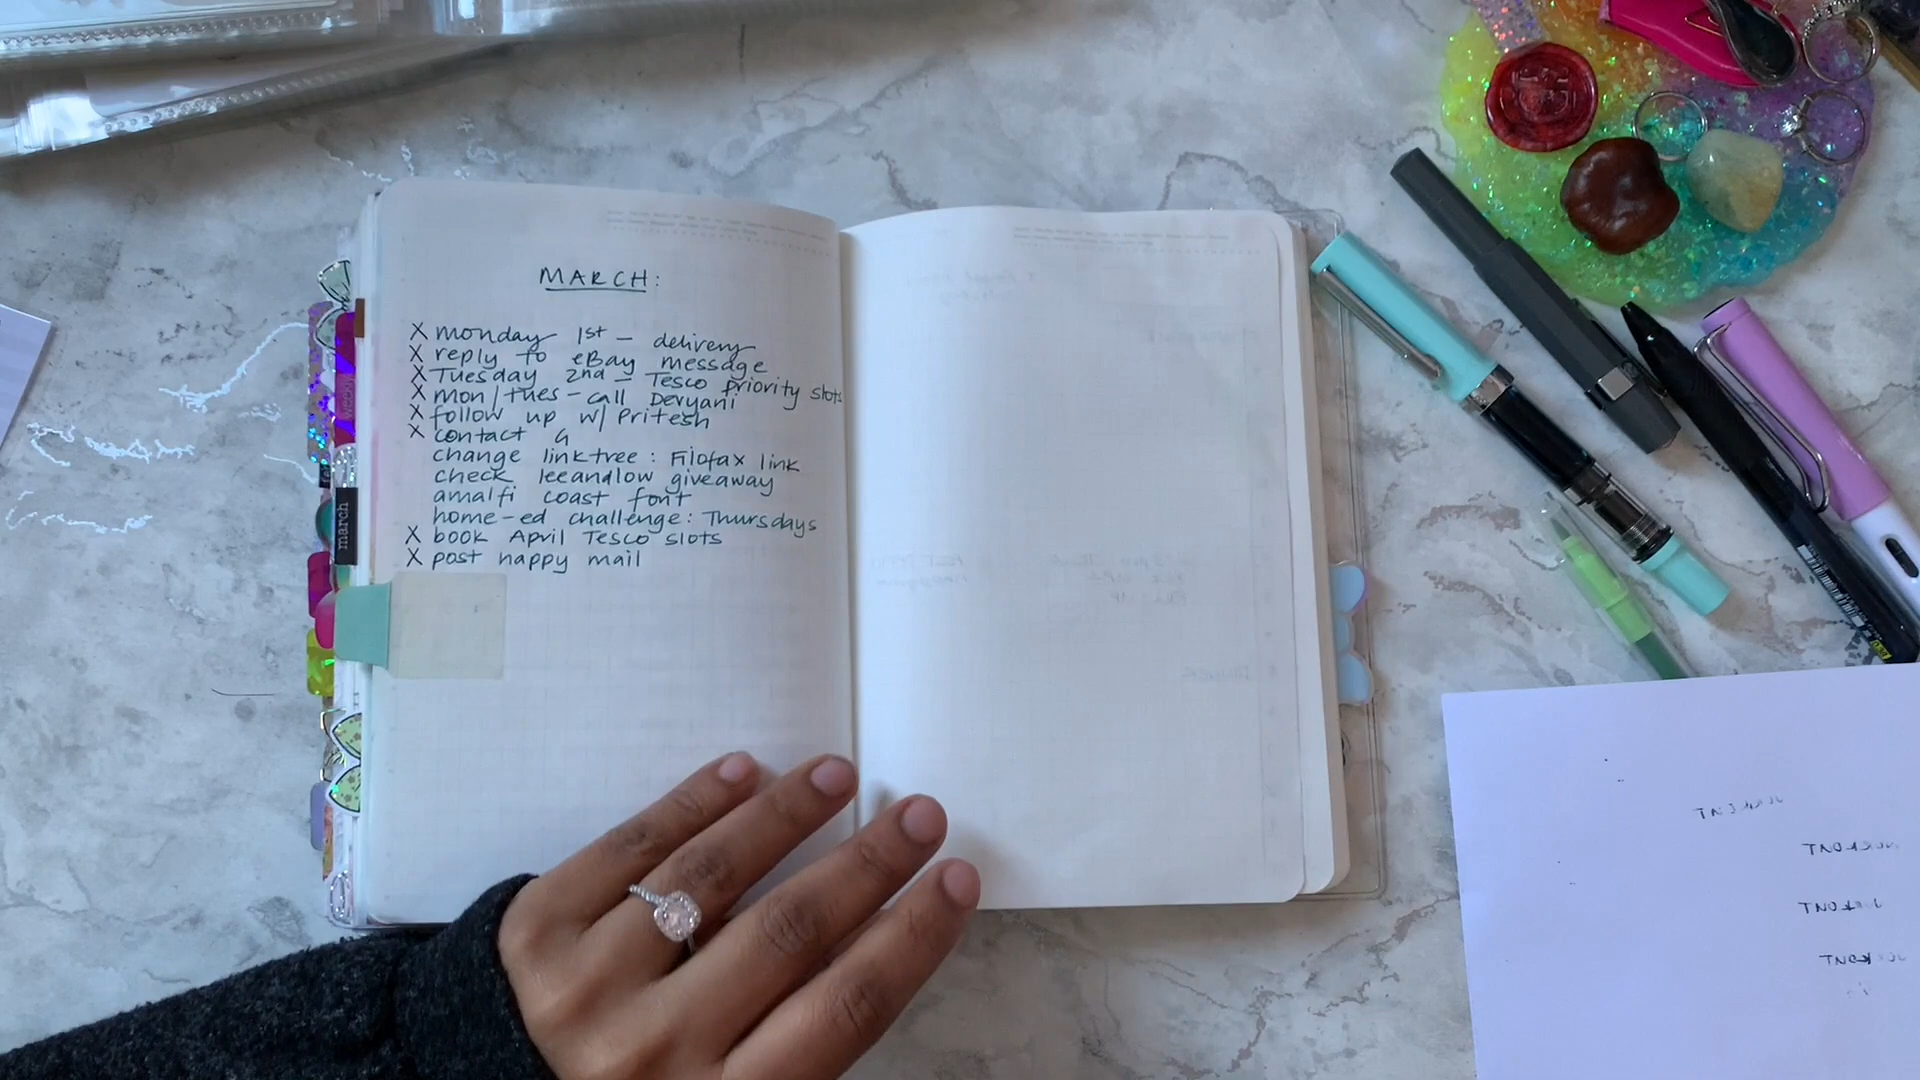 MARCH:
X monday 1st – delivery
X reply to eBay message
X Tuesday 2nd – Tesco priority slots
X mon/tues – call Devyani
X follow up w/ Pritesh
X contact G
change linktree: Filofax link
check leeandlow giveaway
amalfi coast font
home-ed challenge: Thursdays
X book April Tesco slots
X post happy mail
march
weekly